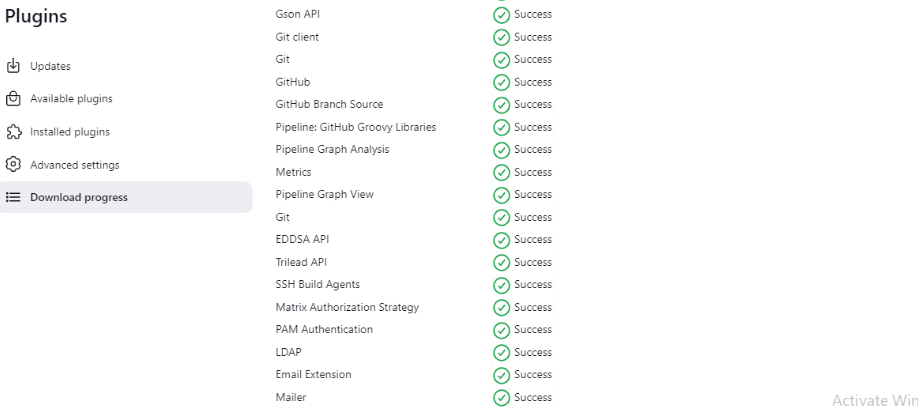 Plugins
Updates
Available plugins
Installed plugins
Advanced settings
Download progress
Gson API Success
Git client Success
Git Success
GitHub Success
GitHub Branch Source Success
Pipeline: GitHub Groovy Libraries Success
Pipeline Graph Analysis Success
Metrics Success
Pipeline Graph View Success
Git Success
EDDSA API Success
Trilead API Success
SSH Build Agents Success
Matrix Authorization Strategy Success
PAM Authentication Success
LDAP Success
Email Extension Success
Mailer Success
Activate Win